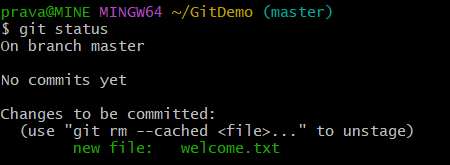 prava@MINE MINGW64 ~/GitDemo (master)
$ git status
On branch master
No commits yet
Changes to be committed:
(use "git rm --cached <file>..." to unstage)
new file: welcome.txt